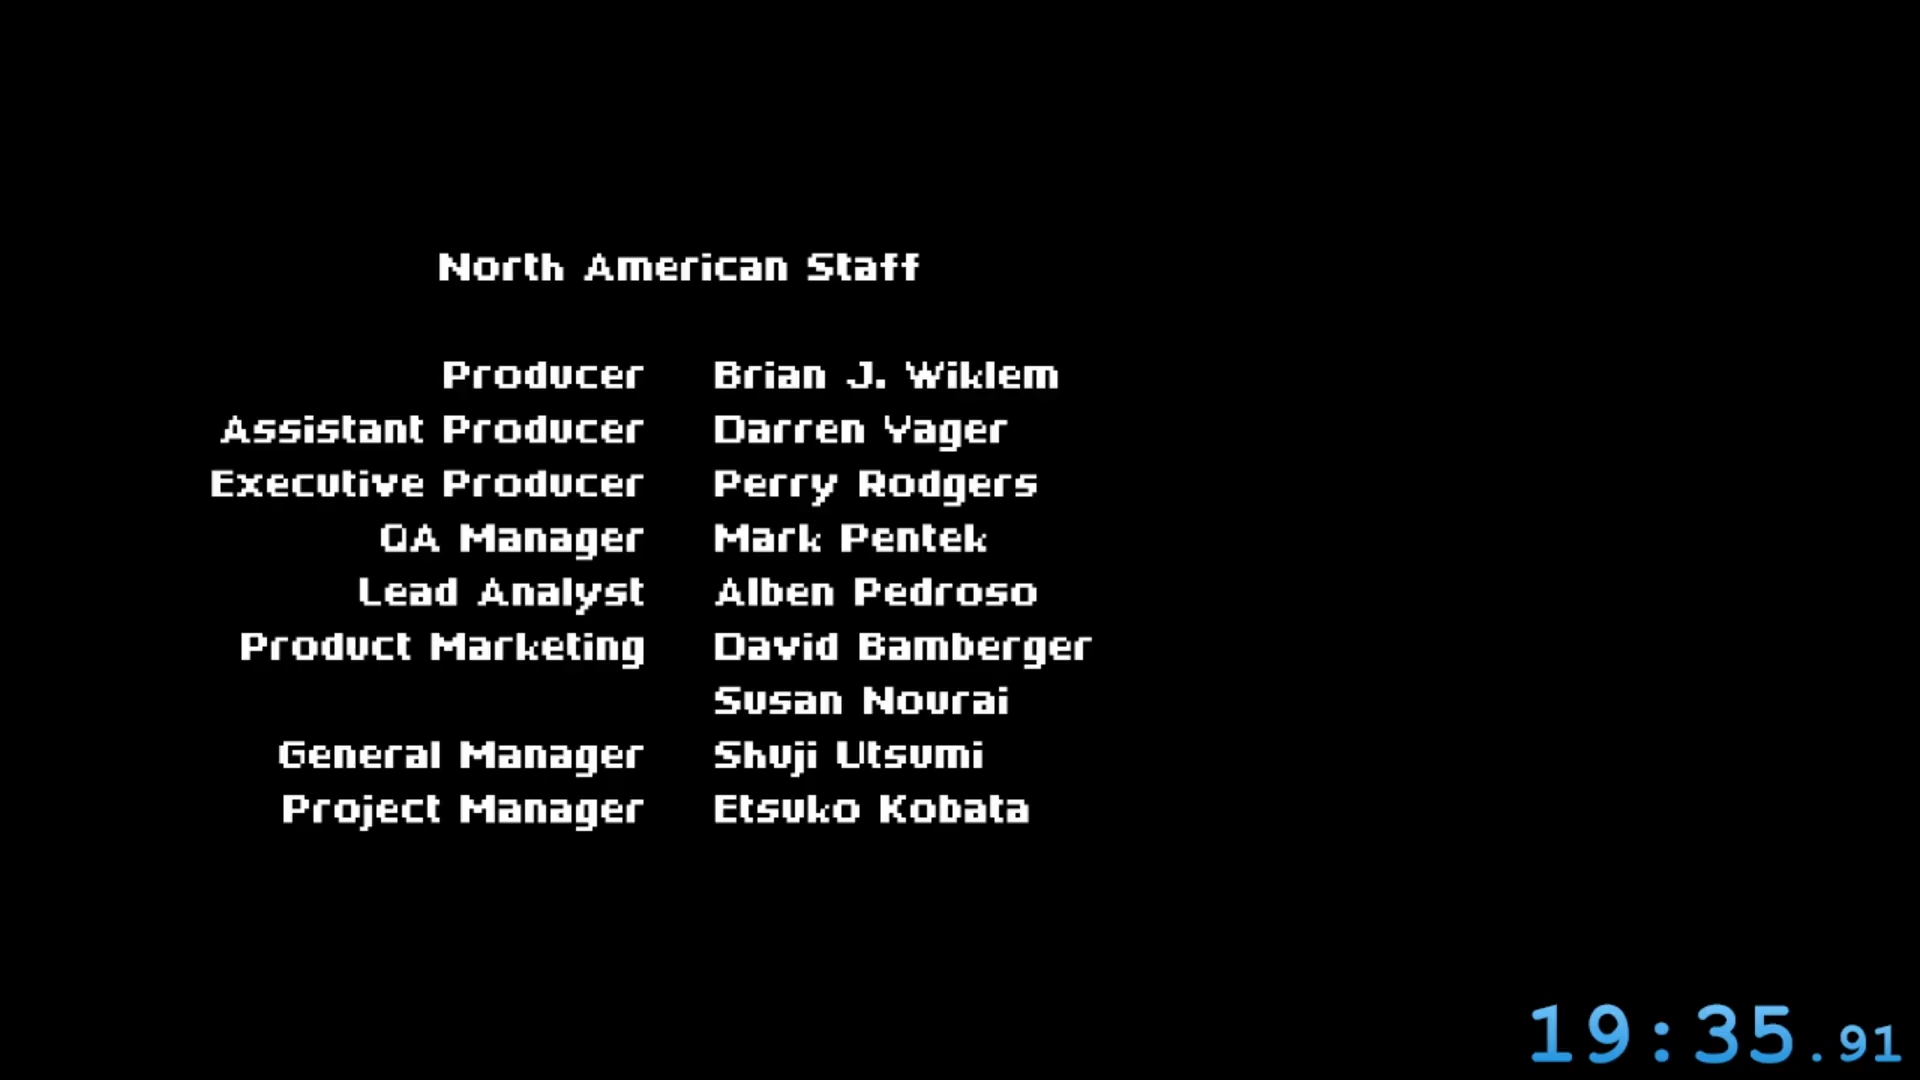 North American Staff
Producer Brian J. Wiklem
Assistant Producer Darren Yager
Executive Producer Perry Rodgers
QA Manager Mark Pentek
Lead Analyst Alben Pedroso
Product Marketing David Bamberger
Susan Nourai
General Manager Shuji Utsumi
Project Manager Etsuko Kobata
19:35.91